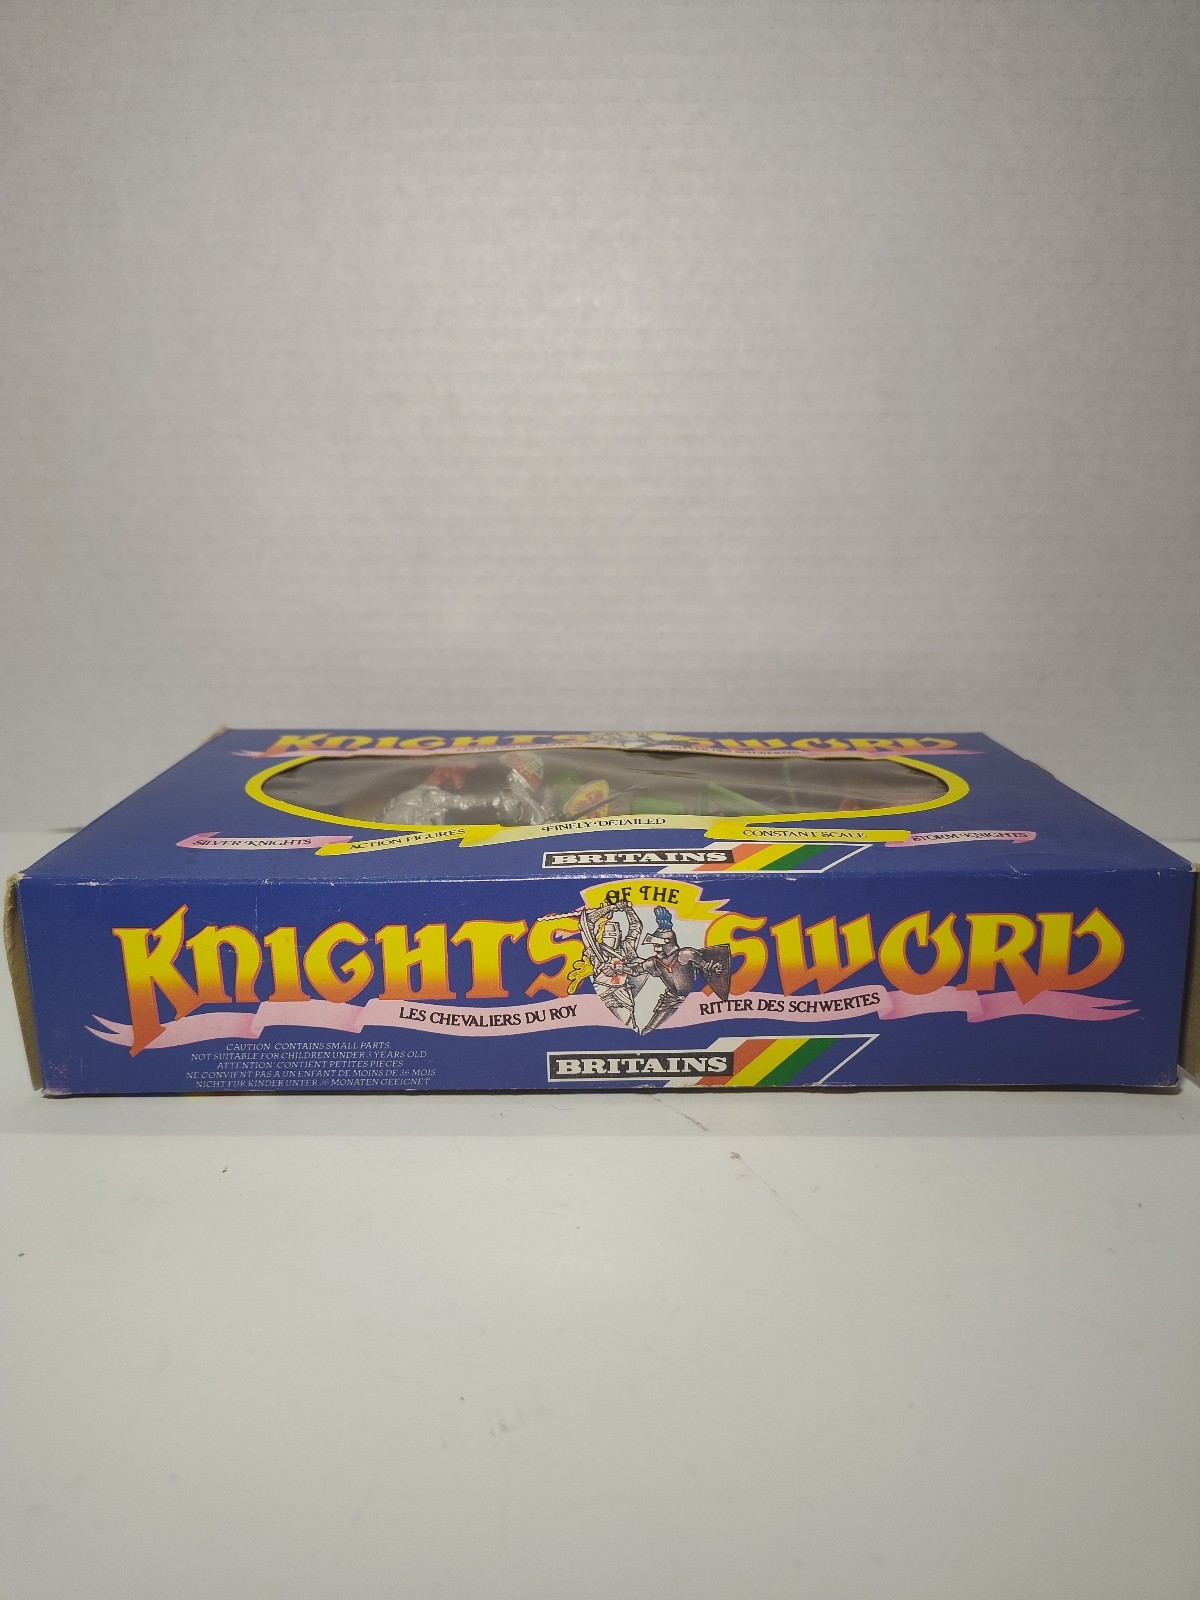 KNIGHTS SWORD
RITTER DES SCHWERTES
SILVER·KNIGHTS
ACTION FIGURES
FINELY·DETAILED
CONSTANT SCALE
STORM·KNIGHTS
BRITAINS
KNIGHTS OF THE SWORD
LES CHEVALIERS DU ROY
RITTER DES SCHWERTES
CAUTION CONTAINS SMALL PARTS
NOT SUITABLE FOR CHILDREN UNDER 3 YEARS OLD
ATTENTION CONTIENT PETITES PIECES
NE CONVIENT PAS A UN ENFANT DE MOINS DE 36 MOIS
NICHT FUR KINDER UNTER 36 MONATEN GEEIGNET
BRITAINS